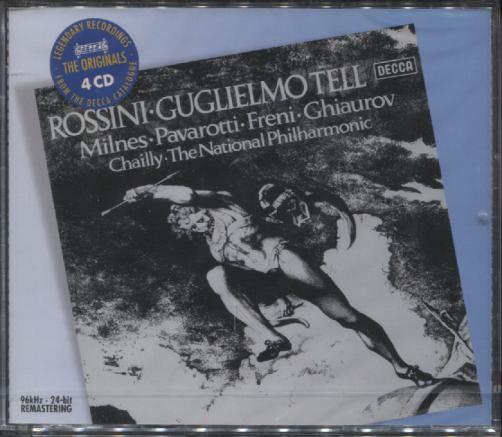 LEGENDARY RECORDINGS
THE ORIGINALS
4 CD
FROM THE DECCA CATALOGUE
DECCA
ROSSINI·GUGLIELMO TELL
Milnes·Pavarotti·Freni·Ghiaurov
Chailly·The National Philharmonic
96kHz · 24-bit
REMASTERING